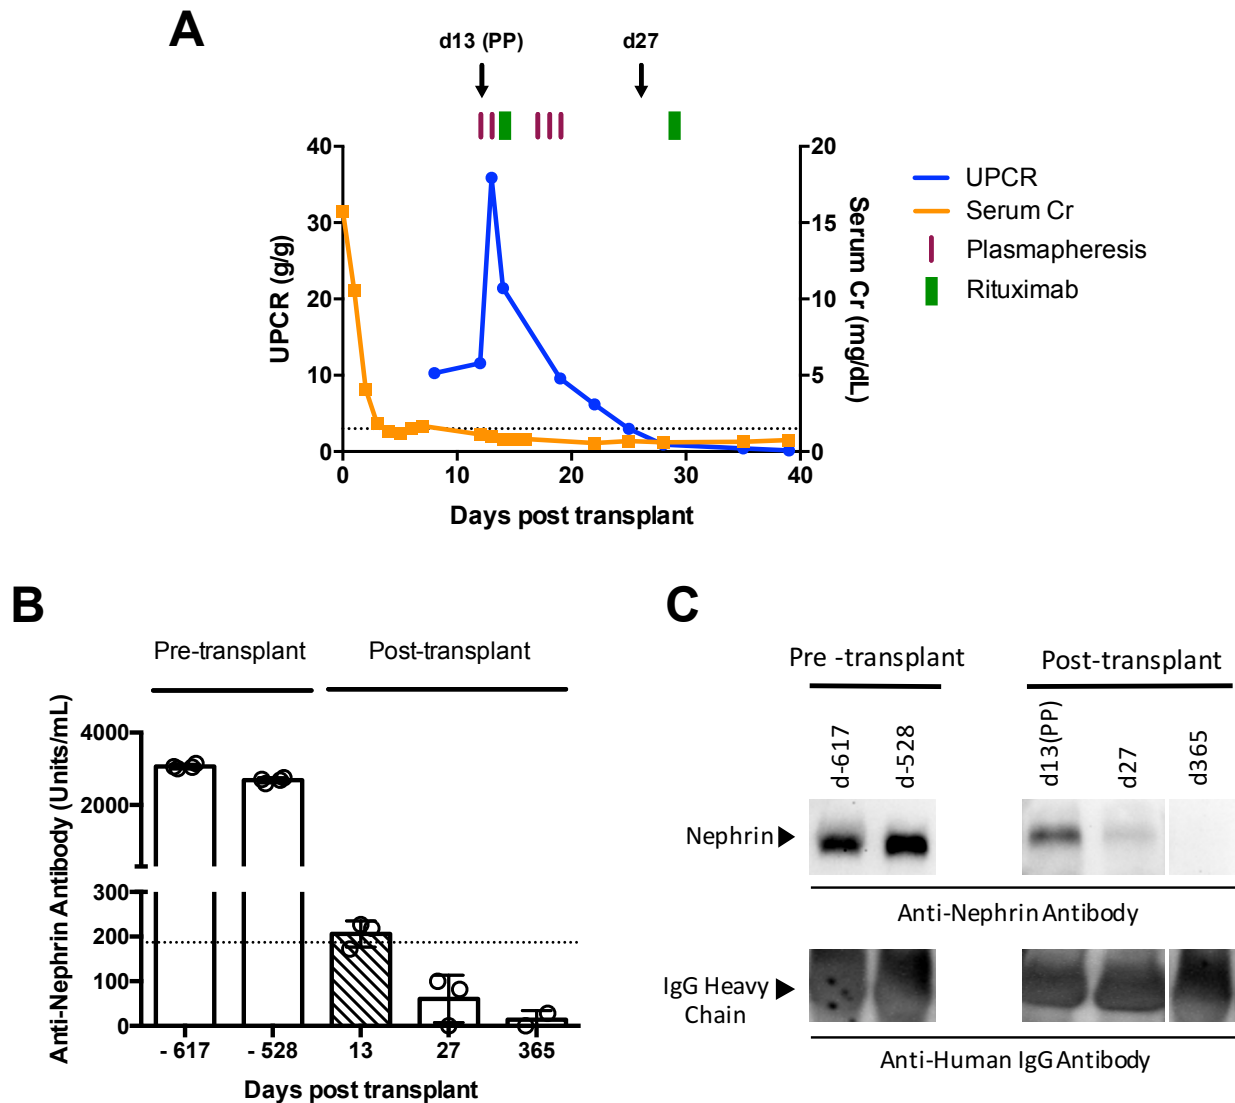 A
d13 (PP)
d27
40
30
20
10
0
UPCR (g/g)
20
15
10
5
0
Serum Cr (mg/dL)
0
10
20
30
40
Days post transplant
UPCR
Serum Cr
Plasmapheresis
Rituximab
B
Pre-transplant
Post-transplant
Anti-Nephrin Antibody (Units/mL)
4000
2000
300
200
100
0
- 617
- 528
13
27
365
Days post transplant
C
Pre -transplant
Post-transplant
d-617
d-528
d13(PP)
d27
d365
Nephrin
Anti-Nephrin Antibody
IgG Heavy
Chain
Anti-Human IgG Antibody